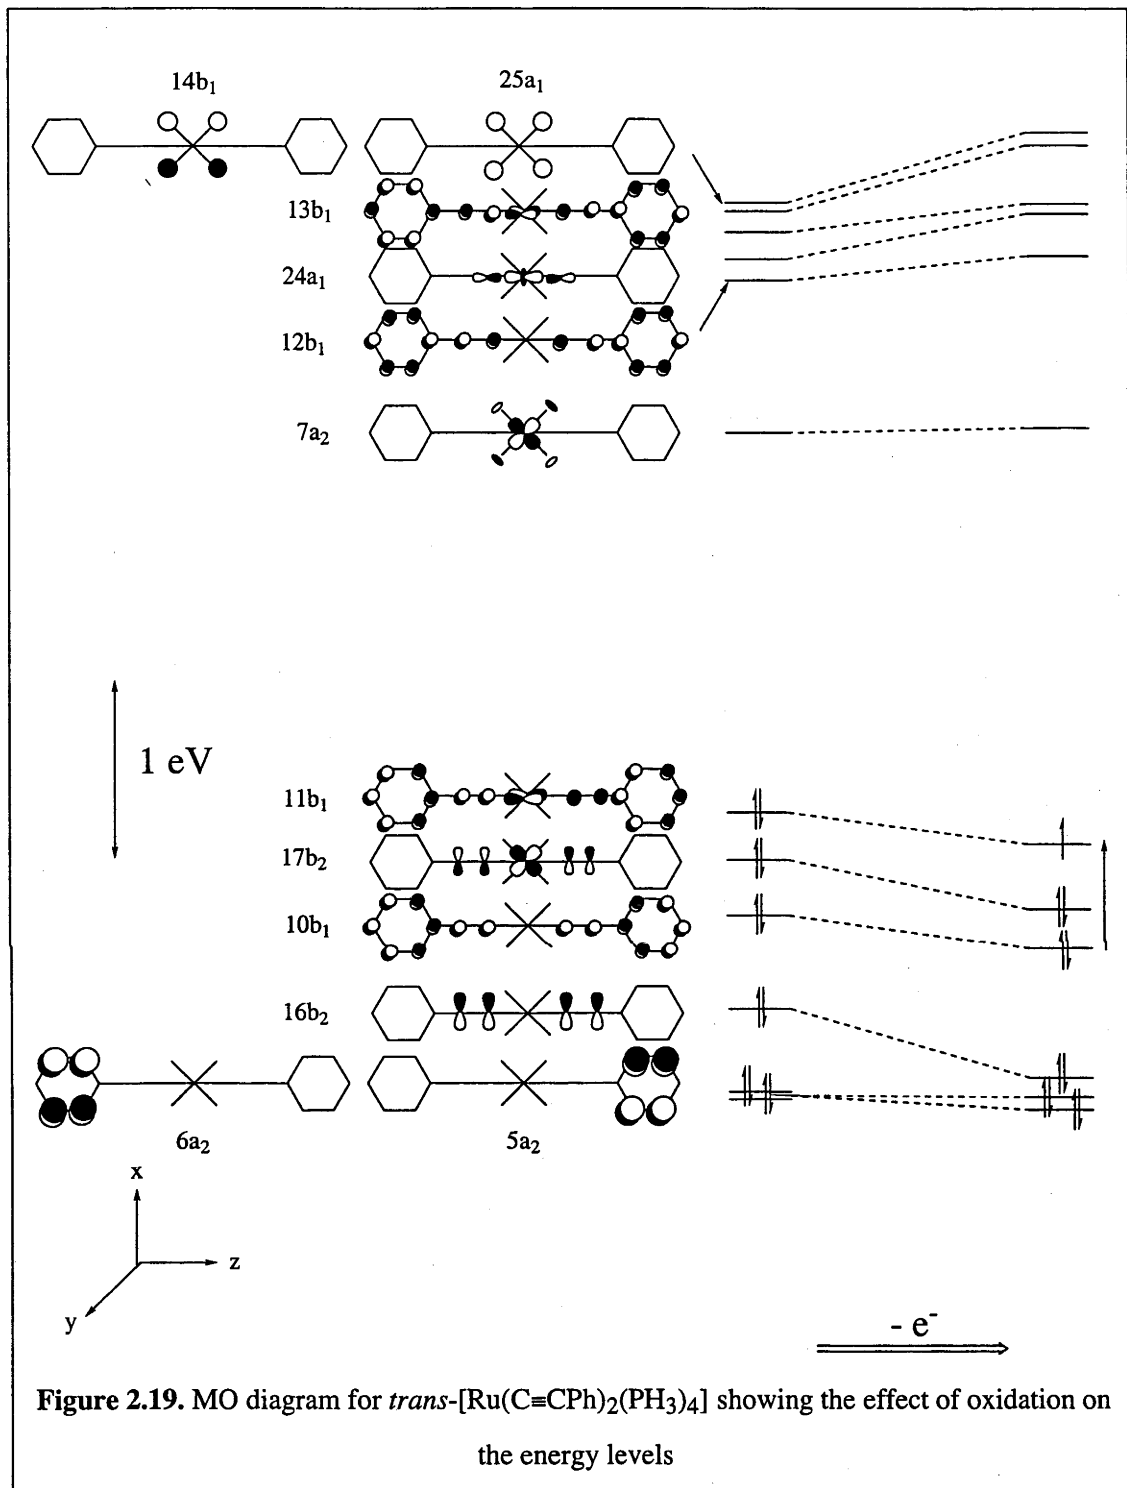 14b₁ 25a₁
13b₁
24a₁
12b₁
7a₂
1 eV
11b₁
17b₂
10b₁
16b₂
6a₂ 5a₂
x
z
y
- e⁻
Figure 2.19. MO diagram for trans-[Ru(C≡CPh)₂(PH₃)₄] showing the effect of oxidation on
the energy levels